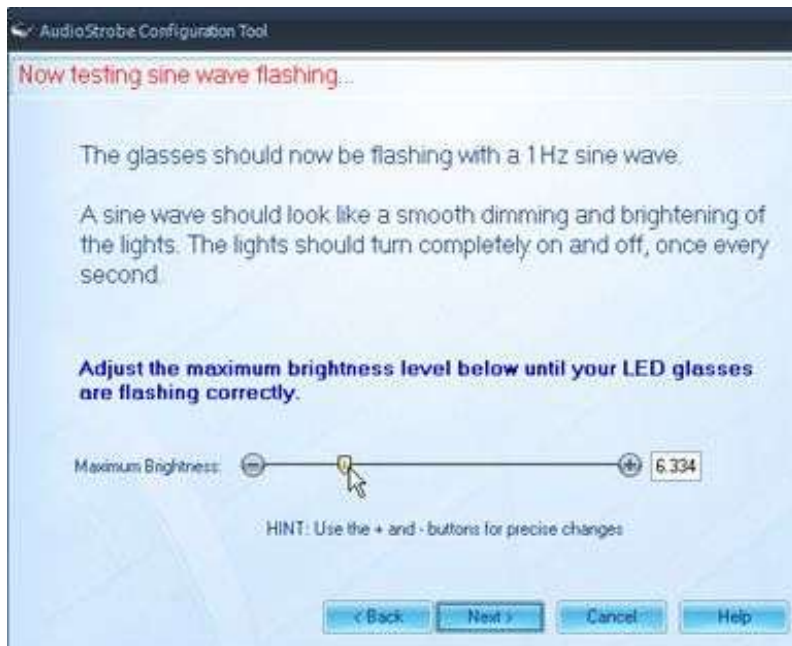 AudioStrobe Configuration Tool
Now testing sine wave flashing...
The glasses should now be flashing with a 1Hz sine wave.
A sine wave should look like a smooth dimming and brightening of
the lights. The lights should turn completely on and off, once every
second.
Adjust the maximum brightness level below until your LED glasses
are flashing correctly.
Maximum Brightness: 6.334
HINT: Use the + and - buttons for precise changes
< Back Next > Cancel Help